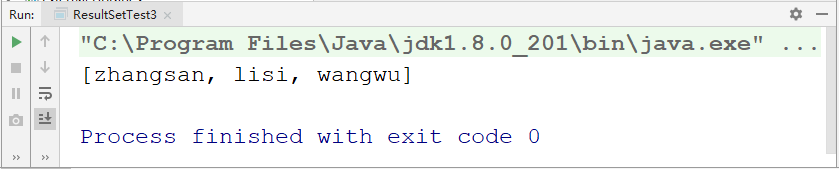 Run: ResultSetTest3
"C:\Program Files\Java\jdk1.8.0_201\bin\java.exe" ...
[zhangsan, lisi, wangwu]
Process finished with exit code 0